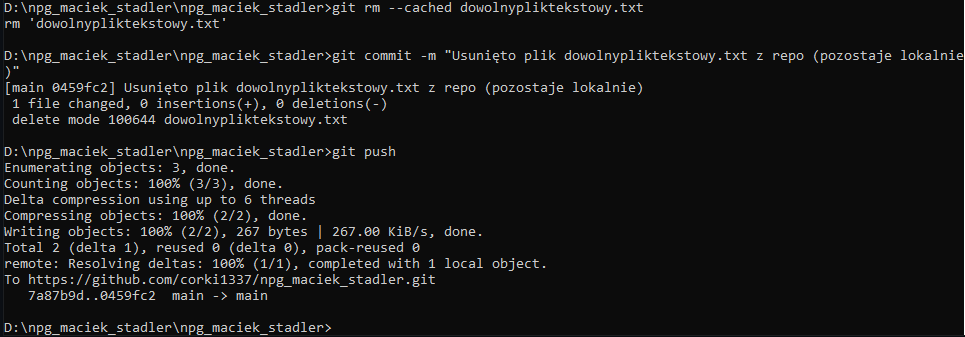 D:\npg_maciek_stadler\npg_maciek_stadler>git rm --cached dowolnypliktekstowy.txt
rm 'dowolnypliktekstowy.txt'
D:\npg_maciek_stadler\npg_maciek_stadler>git commit -m "Usunięto plik dowolnypliktekstowy.txt z repo (pozostaje lokalnie
)"
[main 0459fc2] Usunięto plik dowolnypliktekstowy.txt z repo (pozostaje lokalnie)
 1 file changed, 0 insertions(+), 0 deletions(-)
 delete mode 100644 dowolnypliktekstowy.txt
D:\npg_maciek_stadler\npg_maciek_stadler>git push
Enumerating objects: 3, done.
Counting objects: 100% (3/3), done.
Delta compression using up to 6 threads
Compressing objects: 100% (2/2), done.
Writing objects: 100% (2/2), 267 bytes | 267.00 KiB/s, done.
Total 2 (delta 1), reused 0 (delta 0), pack-reused 0
remote: Resolving deltas: 100% (1/1), completed with 1 local object.
To https://github.com/corki1337/npg_maciek_stadler.git
   7a87b9d..0459fc2  main -> main
D:\npg_maciek_stadler\npg_maciek_stadler>